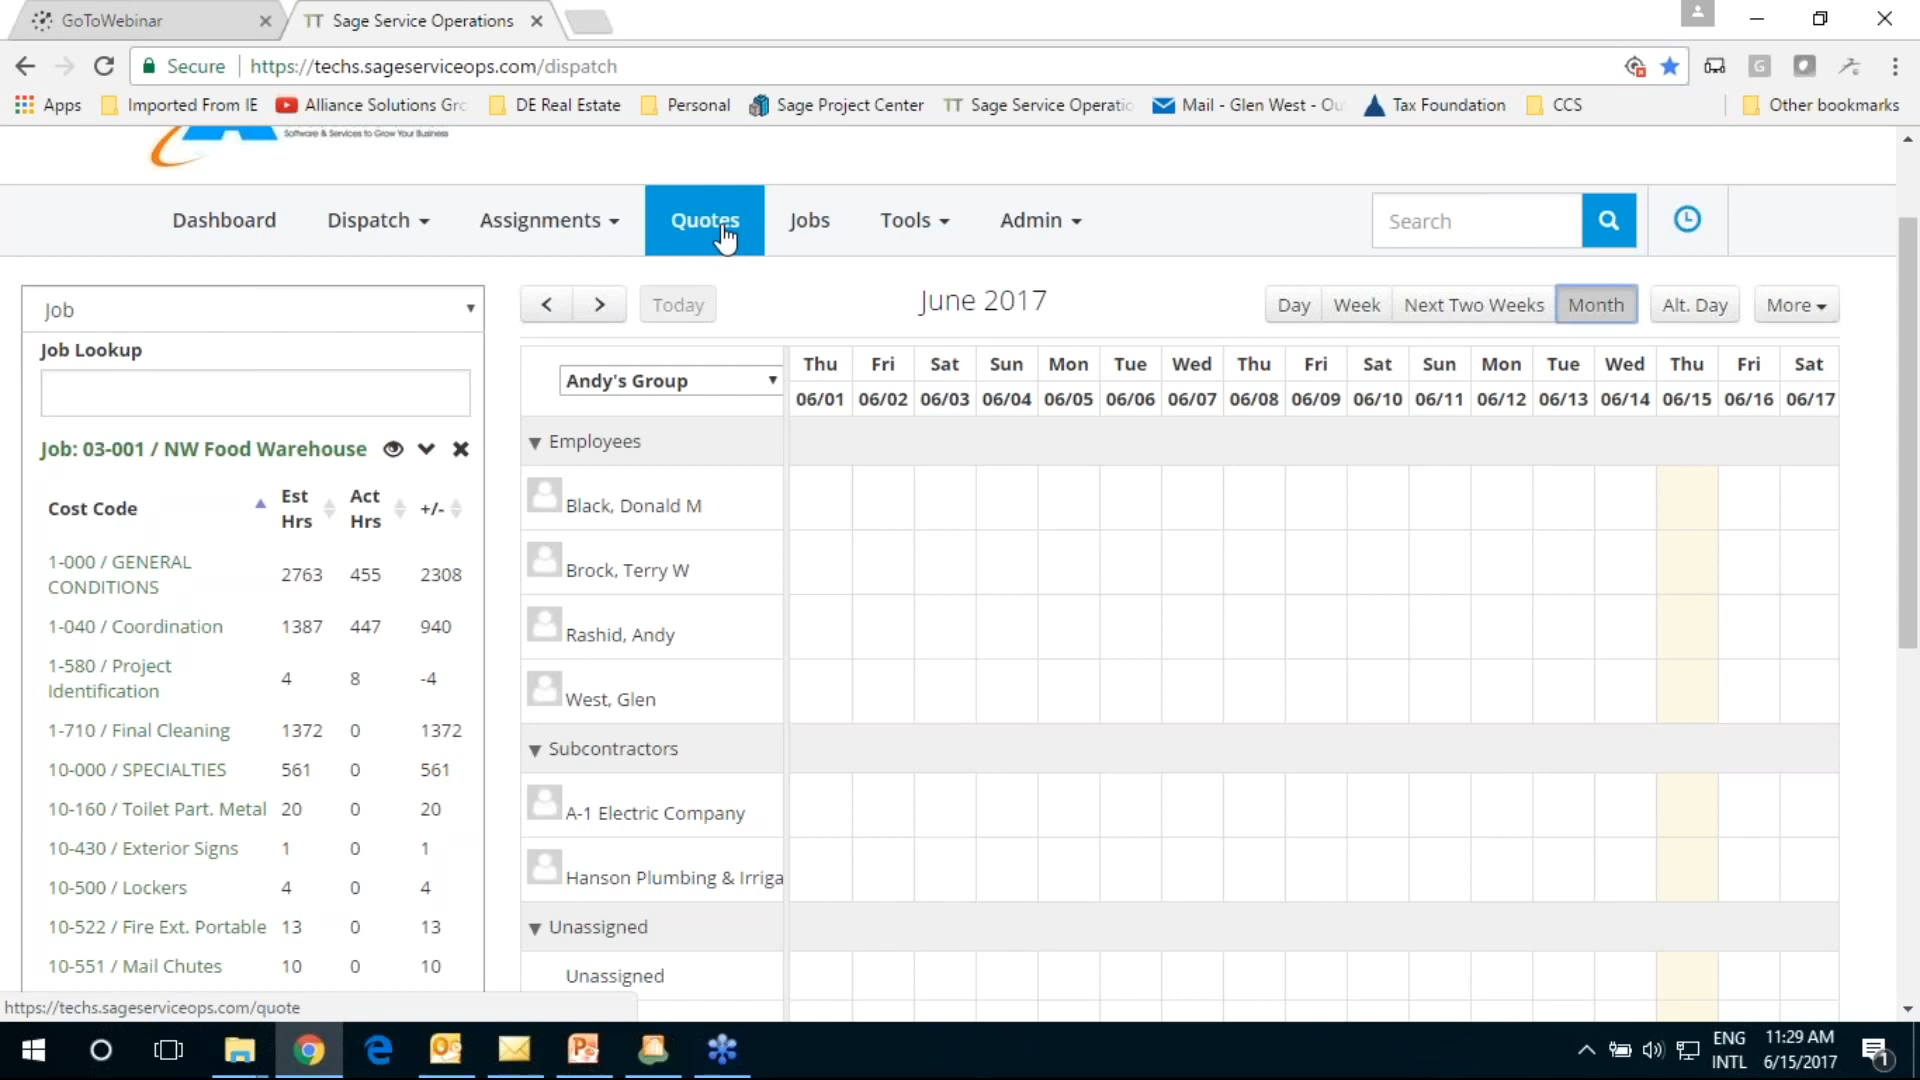 GoToWebinar
Sage Service Operations
Secure
https://techs.sageserviceops.com/dispatch
Apps
Imported From IE
Alliance Solutions Gro
DE Real Estate
Personal
Sage Project Center
Sage Service Operatio
Mail - Glen West - Ou
Tax Foundation
CCS
Other bookmarks
Software & Services to Grow Your Business
Dashboard
Dispatch
Assignments
Quotes
Jobs
Tools
Admin
Search
Job
Today
June 2017
Day
Week
Next Two Weeks
Month
Alt. Day
More
Job Lookup
Job: 03-001 / NW Food Warehouse
Cost Code Est Hrs Act Hrs +/-
1-000 / GENERAL CONDITIONS 2763 455 2308
1-040 / Coordination 1387 447 940
1-580 / Project Identification 4 8 -4
1-710 / Final Cleaning 1372 0 1372
10-000 / SPECIALTIES 561 0 561
10-160 / Toilet Part. Metal 20 0 20
10-430 / Exterior Signs 1 0 1
10-500 / Lockers 4 0 4
10-522 / Fire Ext. Portable 13 0 13
10-551 / Mail Chutes 10 0 10
Andy's Group
Thu Fri Sat Sun Mon Tue Wed Thu Fri Sat Sun Mon Tue Wed Thu Fri Sat
06/01 06/02 06/03 06/04 06/05 06/06 06/07 06/08 06/09 06/10 06/11 06/12 06/13 06/14 06/15 06/16 06/17
Employees
Black, Donald M
Brock, Terry W
Rashid, Andy
West, Glen
Subcontractors
A-1 Electric Company
Hanson Plumbing & Irriga
Unassigned
Unassigned
https://techs.sageserviceops.com/quote
ENG
INTL
11:29 AM
6/15/2017
1